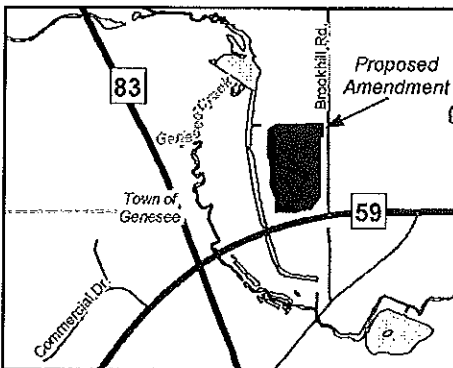 Brookhill Rd.
Proposed
Amendment
83
Genesee Creek
Town of
Genesee
59
Commercial Dr.